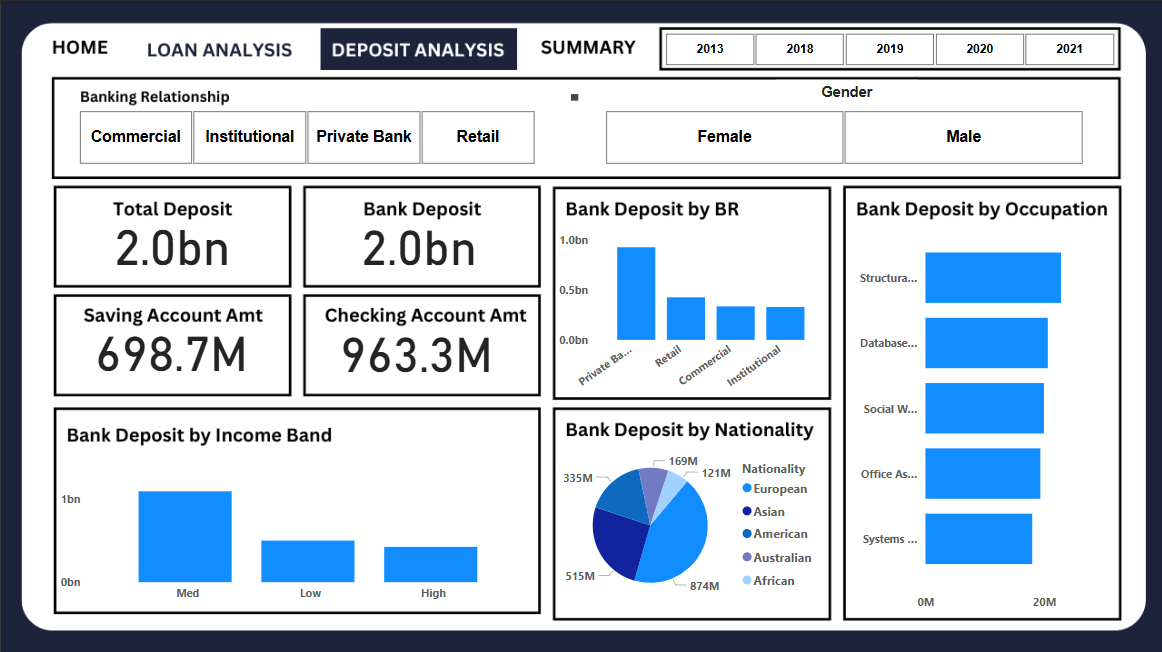 HOME
LOAN ANALYSIS
DEPOSIT ANALYSIS
SUMMARY
2013
2018
2019
2020
2021
Banking Relationship
Commercial
Institutional
Private Bank
Retail
Gender
Female
Male
Total Deposit
2.0bn
Bank Deposit
2.0bn
Saving Account Amt
698.7M
Checking Account Amt
963.3M
Bank Deposit by BR
1.0bn
0.5bn
0.0bn
Private Ba...
Retail
Commercial
Institutional
Bank Deposit by Occupation
Structura...
Database...
Social W...
Office As...
Systems ...
0M
20M
Bank Deposit by Income Band
1bn
0bn
Med
Low
High
Bank Deposit by Nationality
169M
121M
335M
515M
874M
Nationality
European
Asian
American
Australian
African